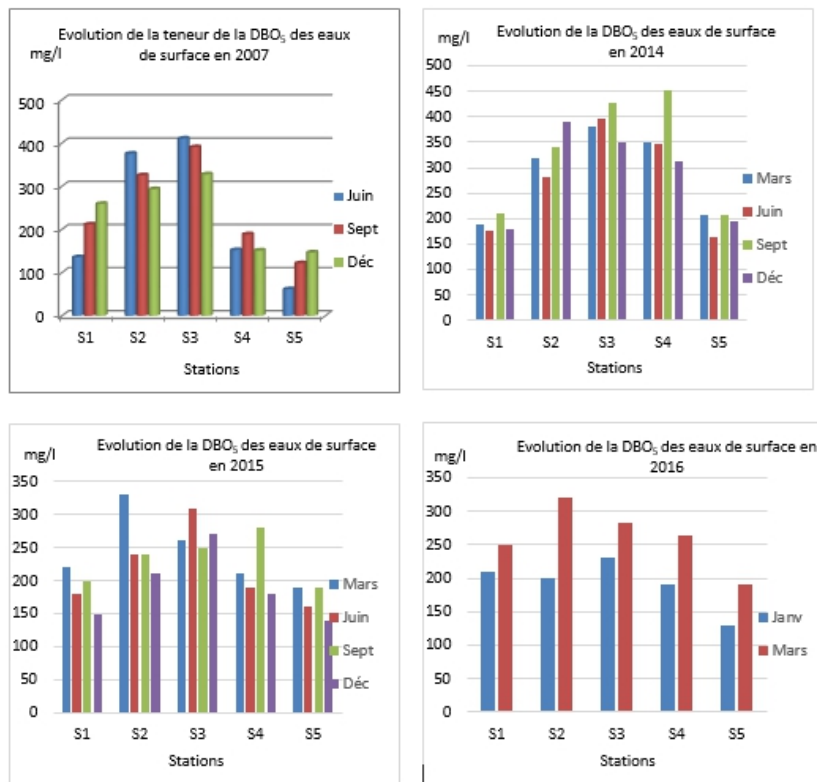 Evolution de la teneur de la DBO₅ des eaux
de surface en 2007
mg/l
500
400
300
200
100
0
S1 S2 S3 S4 S5
Stations
Juin
Sept
Déc
Evolution de la DBO₅ des eaux de surface
en 2014
mg/l
500
450
400
350
300
250
200
150
100
50
0
S1 S2 S3 S4 S5
Stations
Mars
Juin
Sept
Déc
Evolution de la DBO₅ des eaux de surface
en 2015
mg/l
350
300
250
200
150
100
50
0
S1 S2 S3 S4 S5
Stations
Mars
Juin
Sept
Déc
Evolution de la DBO₅ des eaux de surface en
2016
mg/l
350
300
250
200
150
100
50
0
S1 S2 S3 S4 S5
Stations
Janv
Mars